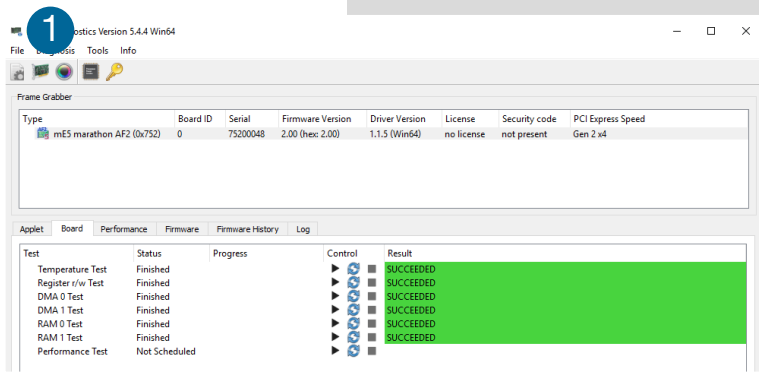 1
ostics Version 5.4.4 Win64
File Diagnosis Tools Info
Frame Grabber
Type Board ID Serial Firmware Version Driver Version License Security code PCI Express Speed
mE5 marathon AF2 (0x752) 0 75200048 2.00 (hex: 2.00) 1.1.5 (Win64) no license not present Gen 2 x4
Applet Board Performance Firmware Firmware History Log
Test Status Progress Control Result
Temperature Test Finished SUCCEEDED
Register r/w Test Finished SUCCEEDED
DMA 0 Test Finished SUCCEEDED
DMA 1 Test Finished SUCCEEDED
RAM 0 Test Finished SUCCEEDED
RAM 1 Test Finished SUCCEEDED
Performance Test Not Scheduled